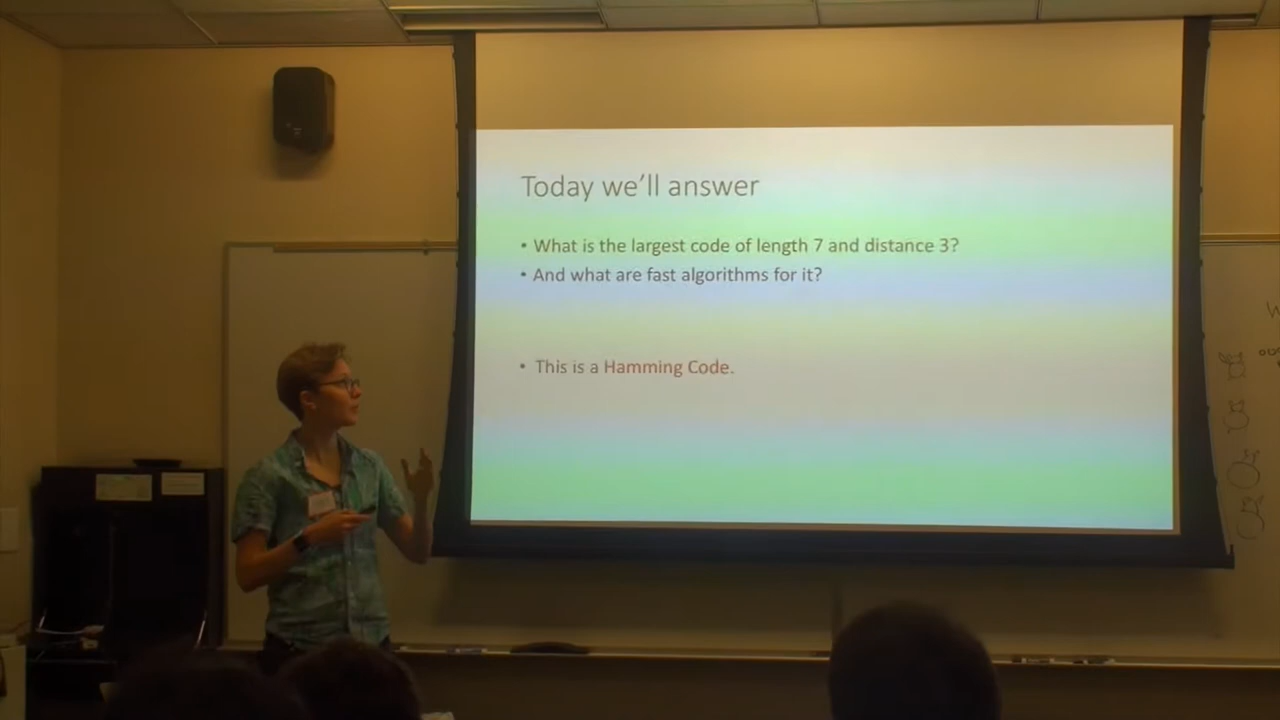 Today we'll answer
• What is the largest code of length 7 and distance 3?
• And what are fast algorithms for it?
• This is a Hamming Code.